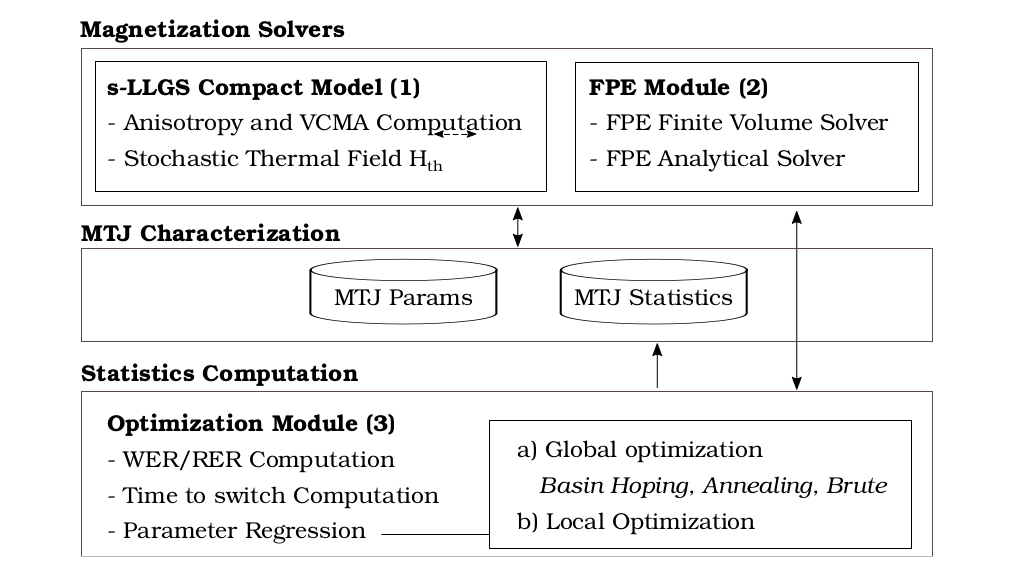 Magnetization Solvers
s-LLGS Compact Model (1)
- Anisotropy and VCMA Computation
- Stochastic Thermal Field Hth
FPE Module (2)
- FPE Finite Volume Solver
- FPE Analytical Solver
MTJ Characterization
MTJ Params
MTJ Statistics
Statistics Computation
Optimization Module (3)
- WER/RER Computation
- Time to switch Computation
- Parameter Regression
a) Global optimization
Basin Hoping, Annealing, Brute
b) Local Optimization